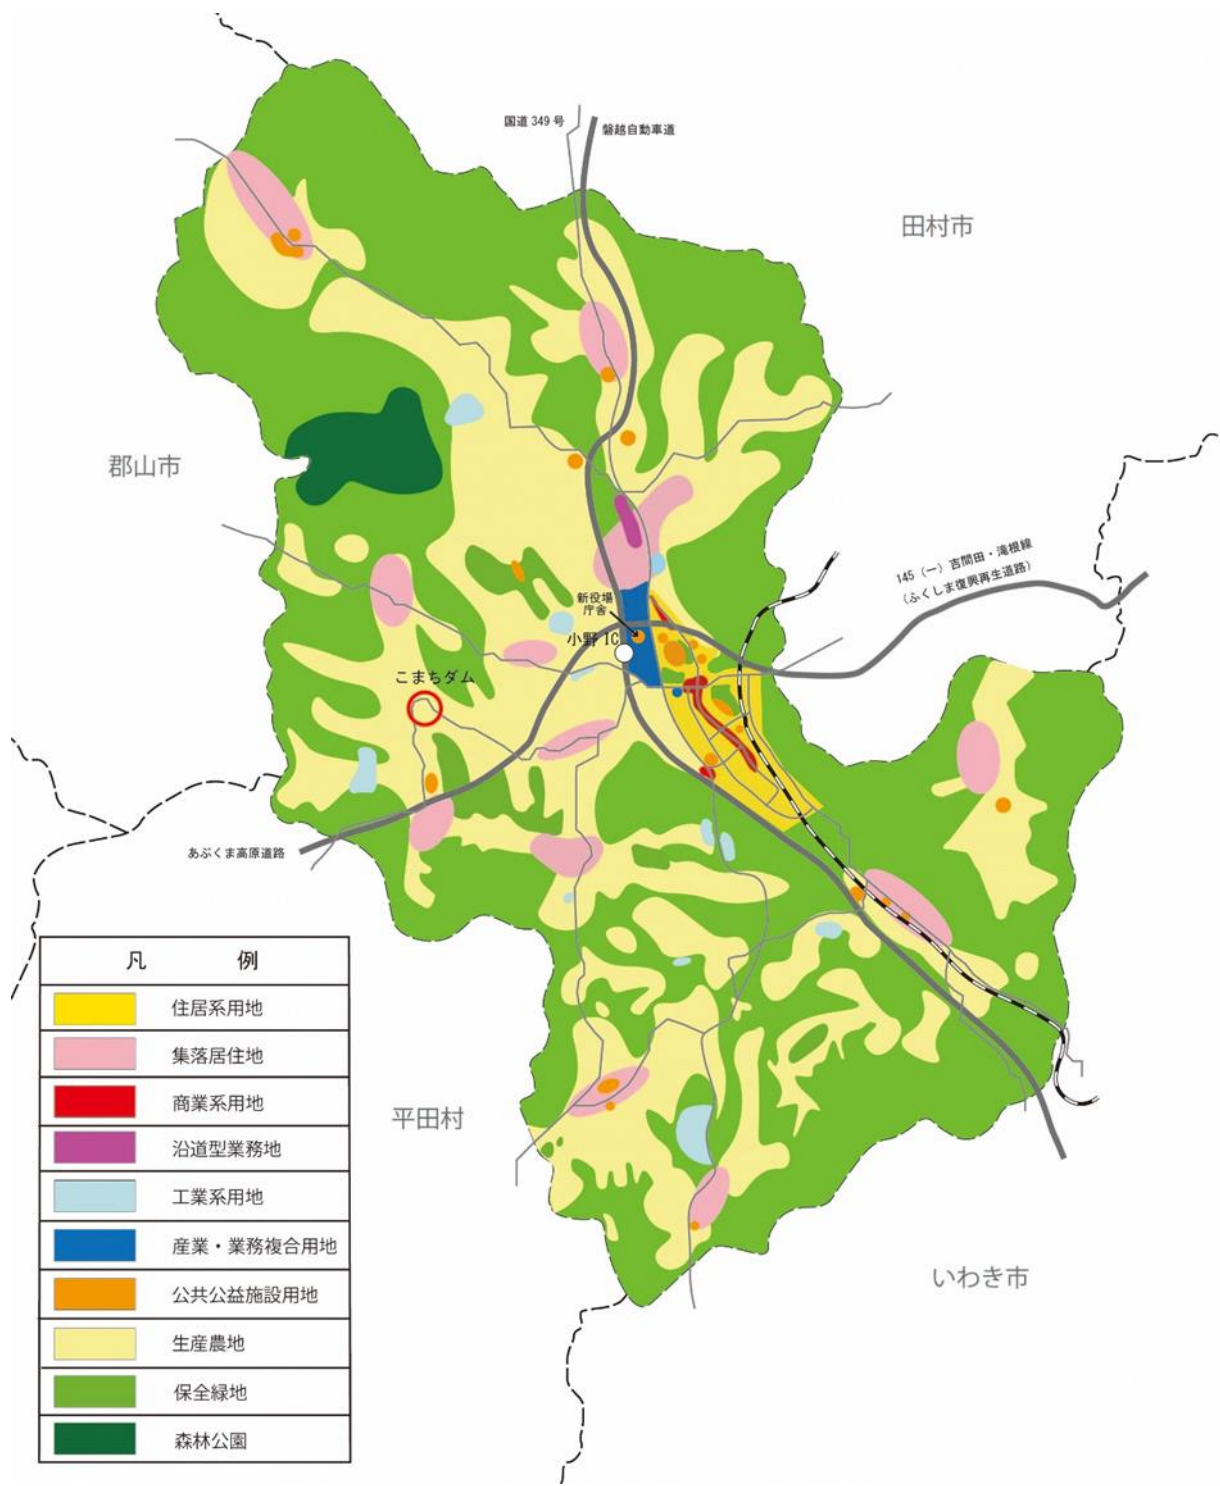 国道 349 号
磐越自動車道
田村市
郡山市
145（一）吉間田・滝根線
（ふくしま復興再生道路）
新役場
庁舎
小野 IC
こまちダム
あぶくま高原道路
平田村
いわき市
凡 例
住居系用地
集落居住地
商業系用地
沿道型業務地
工業系用地
産業・業務複合用地
公共公益施設用地
生産農地
保全緑地
森林公園